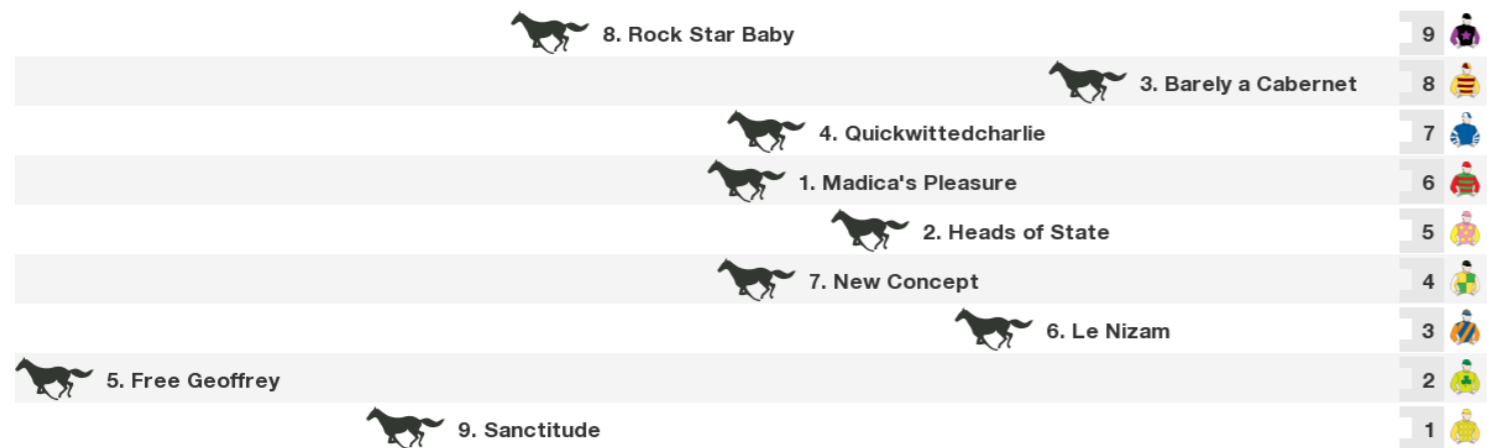 8. Rock Star Baby 9
3. Barely a Cabernet 8
4. Quickwittedcharlie 7
1. Madica's Pleasure 6
2. Heads of State 5
7. New Concept 4
6. Le Nizam 3
5. Free Geoffrey 2
9. Sanctitude 1